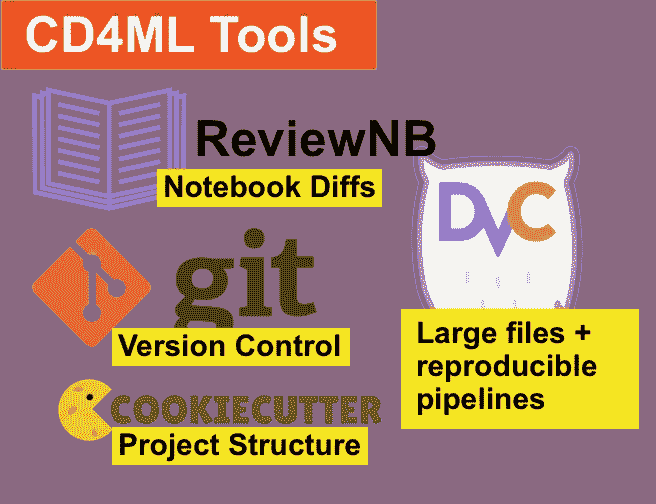 CD4ML Tools
ReviewNB
Notebook Diffs
DVC
git
Version Control
Large files +
reproducible
pipelines
COOKIECUTTER
Project Structure